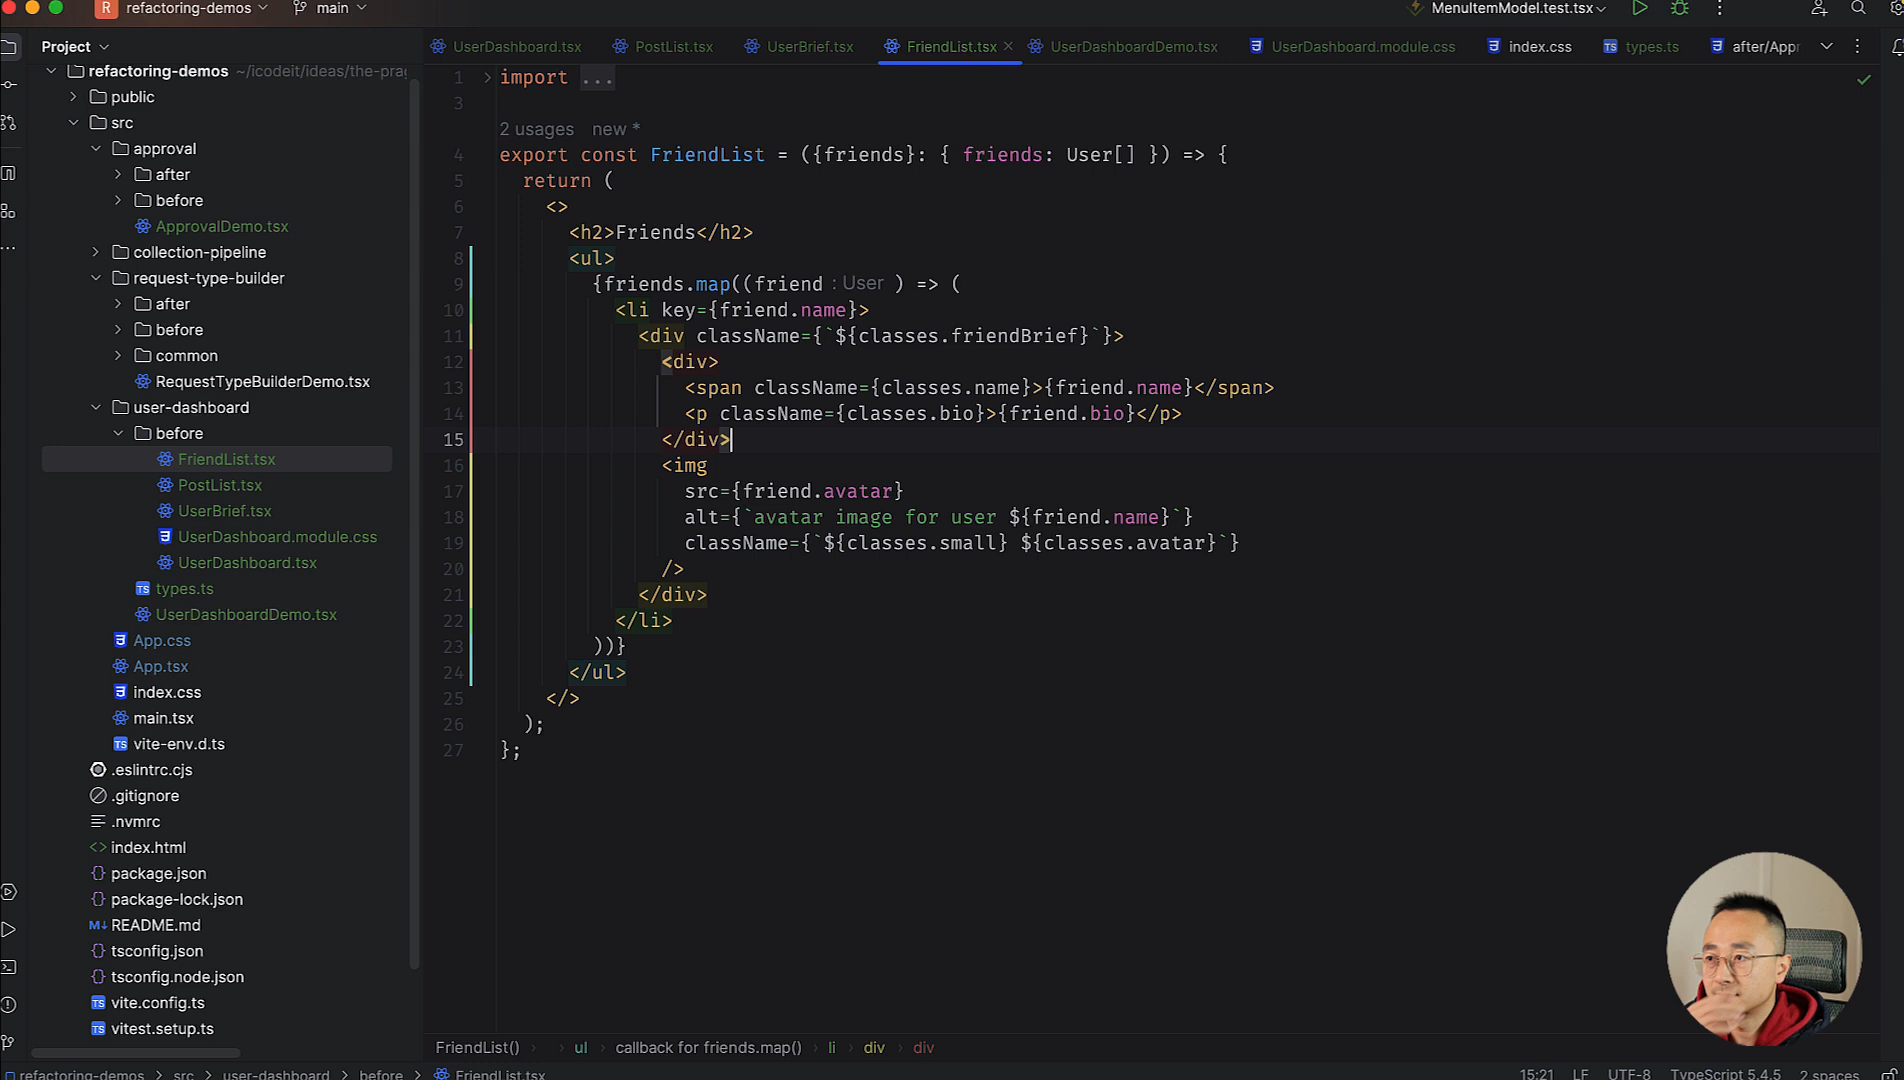 R refactoring-demos main MenuItemModel.test.tsx
Project
UserDashboard.tsx PostList.tsx UserBrief.tsx FriendList.tsx UserDashboardDemo.tsx UserDashboard.module.css index.css types.ts after/Appr
refactoring-demos ~/icodeit/ideas/the-prag
public
src
approval
after
before
ApprovalDemo.tsx
collection-pipeline
request-type-builder
after
before
common
RequestTypeBuilderDemo.tsx
user-dashboard
before
FriendList.tsx
PostList.tsx
UserBrief.tsx
UserDashboard.module.css
UserDashboard.tsx
types.ts
UserDashboardDemo.tsx
App.css
App.tsx
index.css
main.tsx
vite-env.d.ts
.eslintrc.cjs
.gitignore
.nvmrc
index.html
package.json
package-lock.json
README.md
tsconfig.json
tsconfig.node.json
vite.config.ts
vitest.setup.ts
1 import ...
3
2 usages new *
4 export const FriendList = ({friends}: { friends: User[] }) => {
5 return (
6 <>
7 <h2>Friends</h2>
8 <ul>
9 {friends.map((friend : User ) => (
10 <li key={friend.name}>
11 <div className={`${classes.friendBrief}`}>
12 <div>
13 <span className={classes.name}>{friend.name}</span>
14 <p className={classes.bio}>{friend.bio}</p>
15 </div>
16 <img
17 src={friend.avatar}
18 alt={`avatar image for user ${friend.name}`}
19 className={`${classes.small} ${classes.avatar}`}
20 />
21 </div>
22 </li>
23 ))}
24 </ul>
25 </>
26 );
27 };
FriendList() ul callback for friends.map() li div div
refactoring-demos src user-dashboard before FriendList.tsx 15:21 LF UTF-8 TypeScript 5.4.5 2 spaces